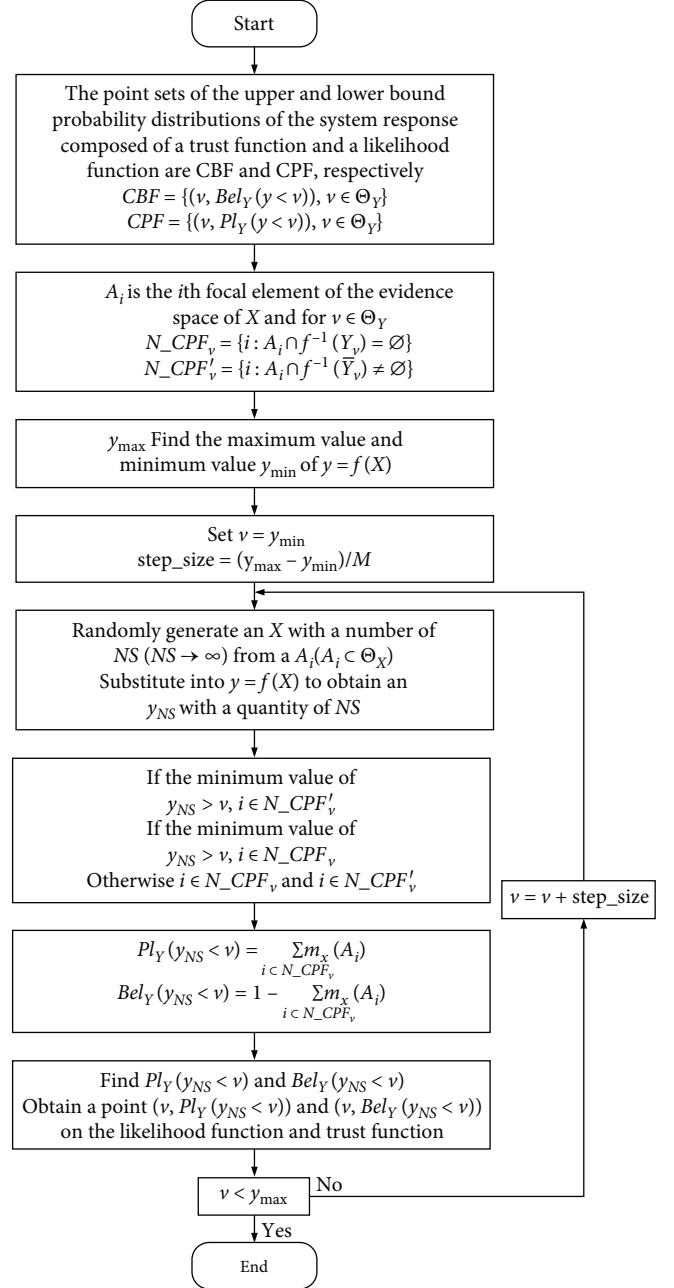 Start
The point sets of the upper and lower bound
probability distributions of the system response
composed of a trust function and a likelihood
function are CBF and CPF, respectively
CBF = {(v, Bel_Y (y < v)), v ∈ Θ_Y}
CPF = {(v, Pl_Y (y < v)), v ∈ Θ_Y}
A_i is the ith focal element of the evidence
space of X and for v ∈ Θ_Y
N_CPF_v = {i : A_i ∩ f⁻¹ (Y_v) = ∅}
N_CPF′_v = {i : A_i ∩ f⁻¹ (Y̅_v) ≠ ∅}
y_max Find the maximum value and
minimum value y_min of y = f (X)
Set v = y_min
step_size = (y_max – y_min)/M
Randomly generate an X with a number of
NS (NS → ∞) from a A_i(A_i ⊂ Θ_X)
Substitute into y = f (X) to obtain an
y_NS with a quantity of NS
If the minimum value of
y_NS > v, i ∈ N_CPF′_v
If the minimum value of
y_NS > v, i ∈ N_CPF_v
Otherwise i ∈ N_CPF_v and i ∈ N_CPF′_v
v = v + step_size
Pl_Y (y_NS < v) = Σm_x (A_i)
i ⊂ N_CPF_v
Bel_Y (y_NS < v) = 1 – Σm_x (A_i)
i ⊂ N_CPF_v
Find Pl_Y (y_NS < v) and Bel_Y (y_NS < v)
Obtain a point (v, Pl_Y (y_NS < v)) and (v, Bel_Y (y_NS < v))
on the likelihood function and trust function
v < y_max
No
Yes
End